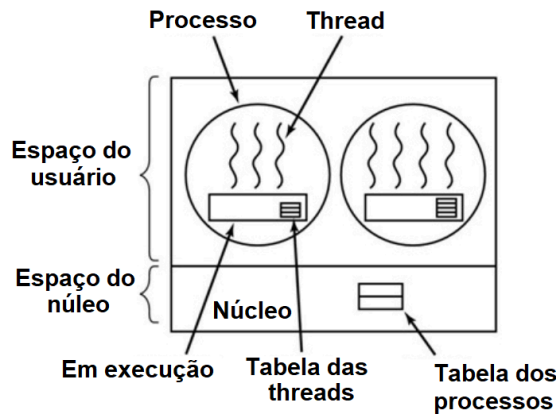 Processo
Thread
Espaço do
usuário
Espaço do
núleo
Núcleo
Em execução
Tabela das
threads
Tabela dos
processos